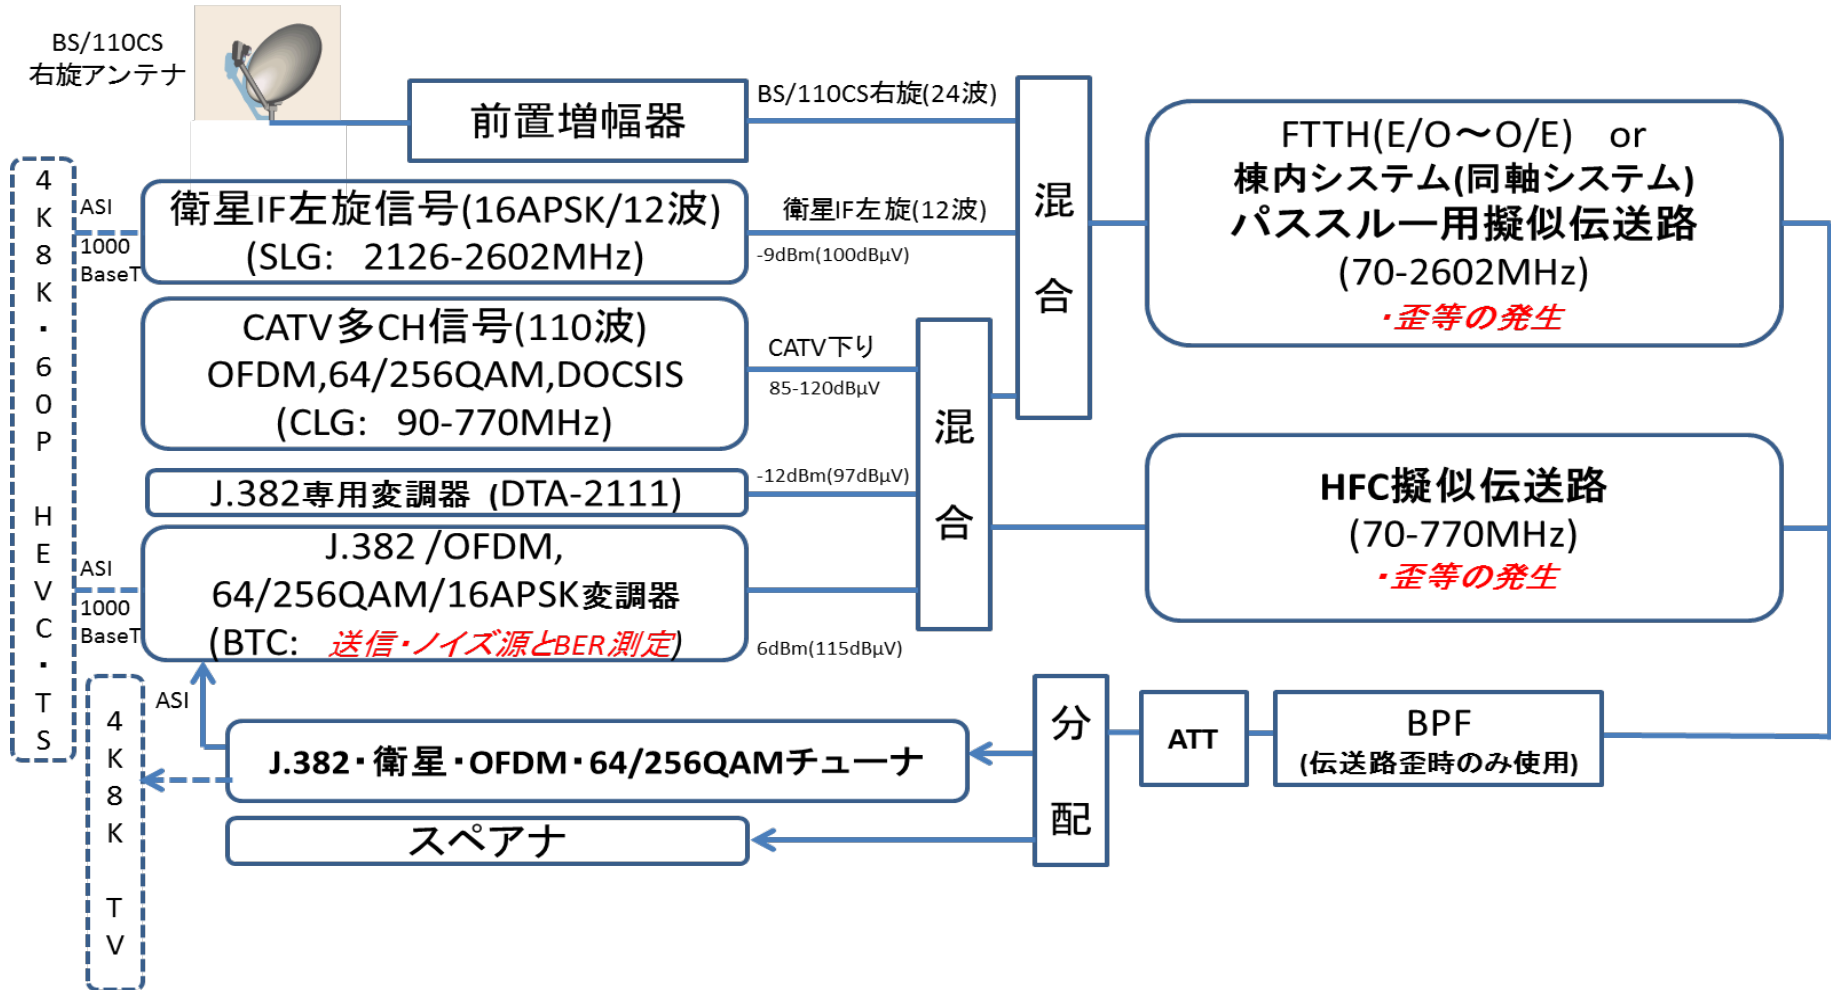 BS/110CS
右旋アンテナ
前置増幅器
BS/110CS右旋(24波)
混合
FTTH(E/O～O/E) or
棟内システム(同軸システム)
パススルー用擬似伝送路
(70-2602MHz)
・歪等の発生
4K8K・60P HEVC・TS
ASI
1000
BaseT
衛星IF左旋信号(16APSK/12波)
(SLG: 2126-2602MHz)
衛星IF左旋(12波)
-9dBm(100dBμV)
CATV多CH信号(110波)
OFDM,64/256QAM,DOCSIS
(CLG: 90-770MHz)
CATV下り
85-120dBμV
混合
J.382専用変調器 (DTA-2111)
-12dBm(97dBμV)
HFC擬似伝送路
(70-770MHz)
・歪等の発生
ASI
1000
BaseT
J.382 /OFDM,
64/256QAM/16APSK変調器
(BTC: 送信・ノイズ源とBER測定)
6dBm(115dBμV)
4K8K TV
ASI
J.382・衛星・OFDM・64/256QAMチューナ
スペアナ
分配
ATT
BPF
(伝送路歪時のみ使用)